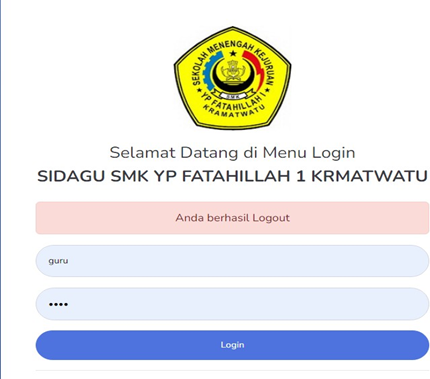 SEKOLAH MENENGAH KEJURUAN
SMK
YP FATAHILLAH I
KRAMATWATU
Selamat Datang di Menu Login
SIDAGU SMK YP FATAHILLAH 1 KRMATWATU
Anda berhasil Logout
guru
••••
Login